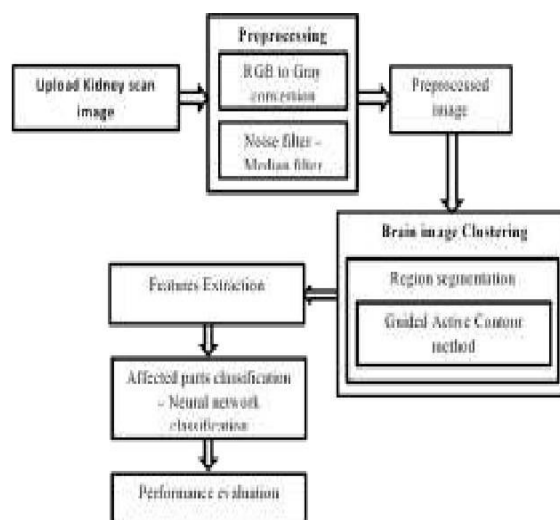 Preprocessing
Upload Kidney scan
image
RGB to Gray
concertion
Noise filter –
Median filter
Preprocessed
image
Brain image Clustering
Region segmentation
Guided Active Contour
method
Features Extraction
Affected parts classification
– Neural network
classification
Performance evaluation